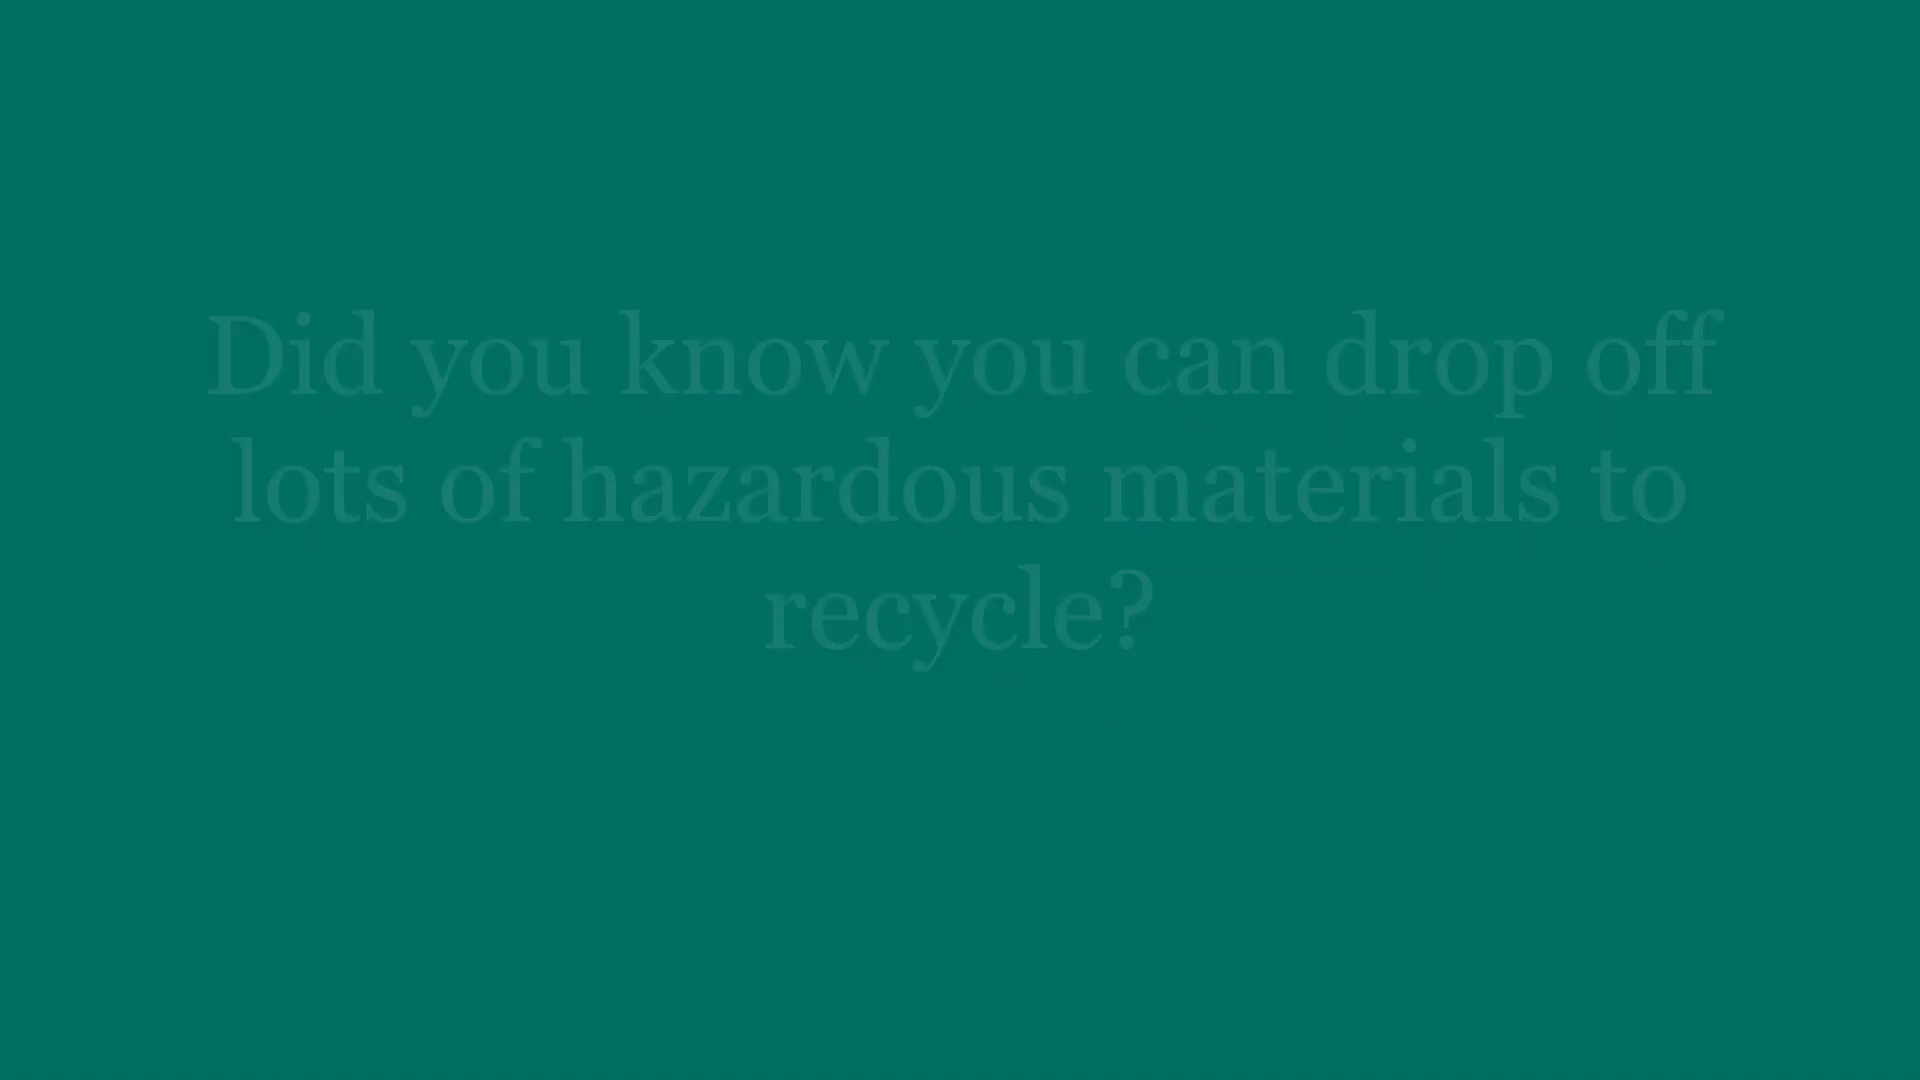 Did you know you can drop off
lots of hazardous materials to
recycle?